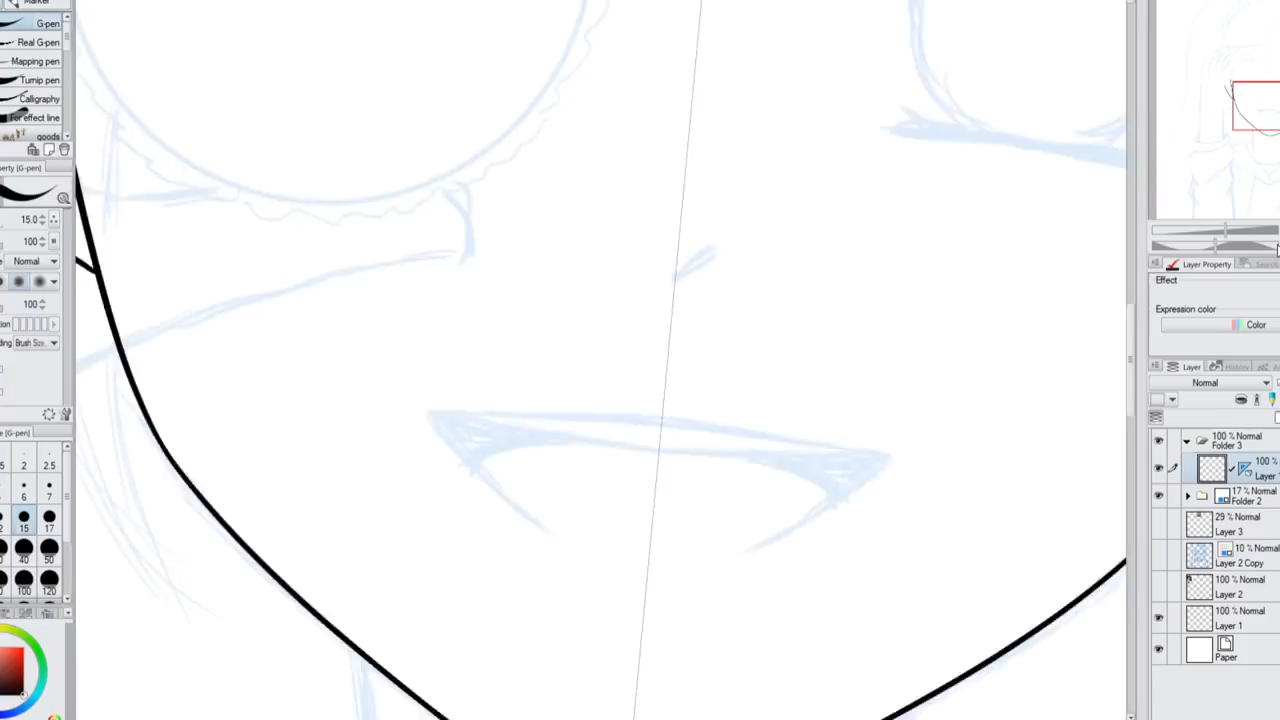 Marker
G-pen
Real G-pen
Mapping pen
Turnip pen
Calligraphy
For effect line
goods
[G-pen]
15.0
100
Normal
100
Brush Size
[G-pen]
2 2.5
6 7
15 17
40 50
100 120
Layer Property
Effect
Expression color
Color
Layer History
Normal
100 % Normal
Folder 3
100 %
Layer
17 % Normal
Folder 2
29 % Normal
Layer 3
10 % Normal
Layer 2 Copy
100 % Normal
Layer 2
100 % Normal
Layer 1
Paper